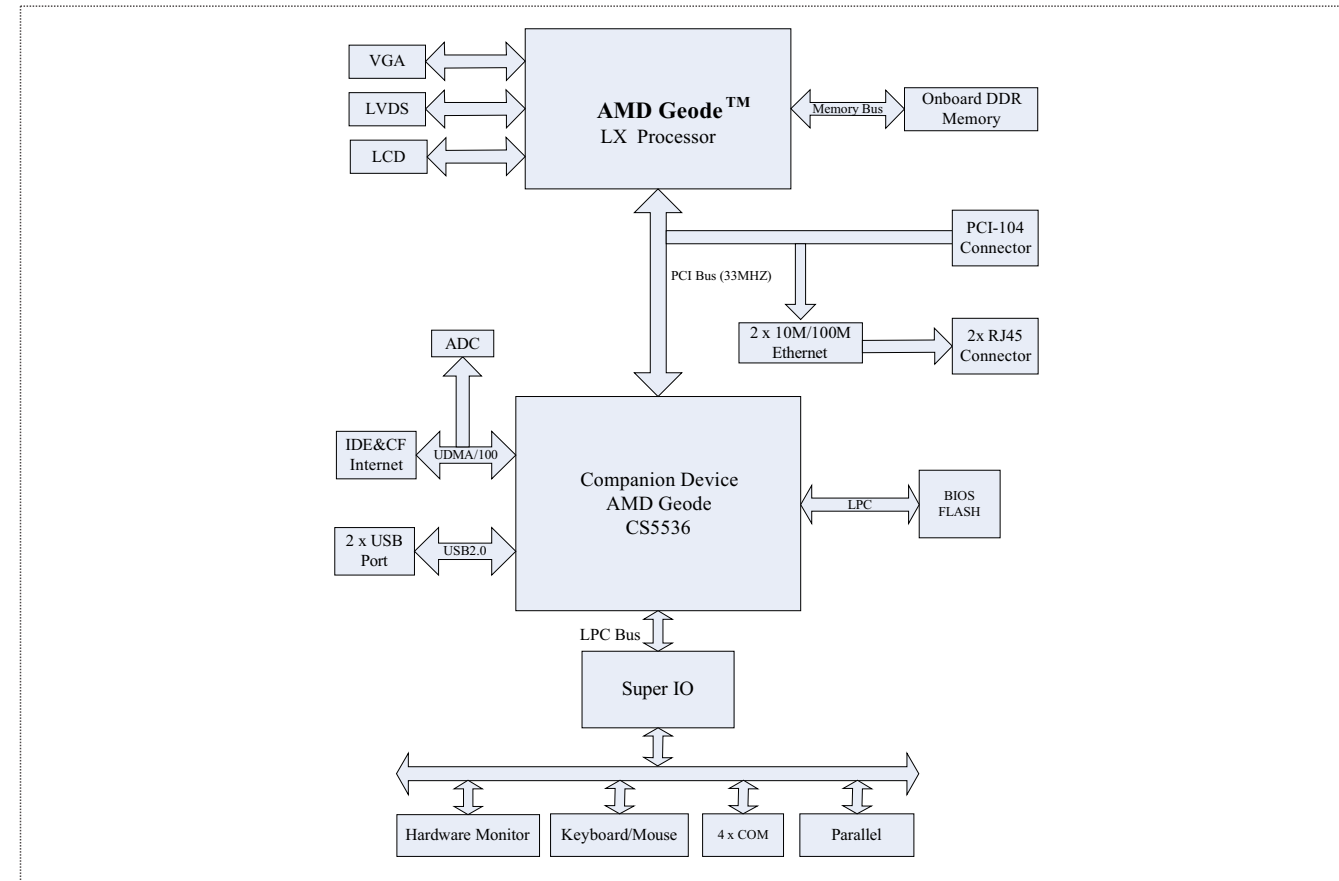 VGA
LVDS
LCD
AMD Geode™
LX Processor
Memory Bus
Onboard DDR
Memory
PCI-104
Connector
PCI Bus (33MHZ)
2 x 10M/100M
Ethernet
2x RJ45
Connector
ADC
IDE&CF
Internet
UDMA/100
2 x USB
Port
USB2.0
Companion Device
AMD Geode
CS5536
LPC
BIOS
FLASH
LPC Bus
Super IO
Hardware Monitor
Keyboard/Mouse
4 x COM
Parallel